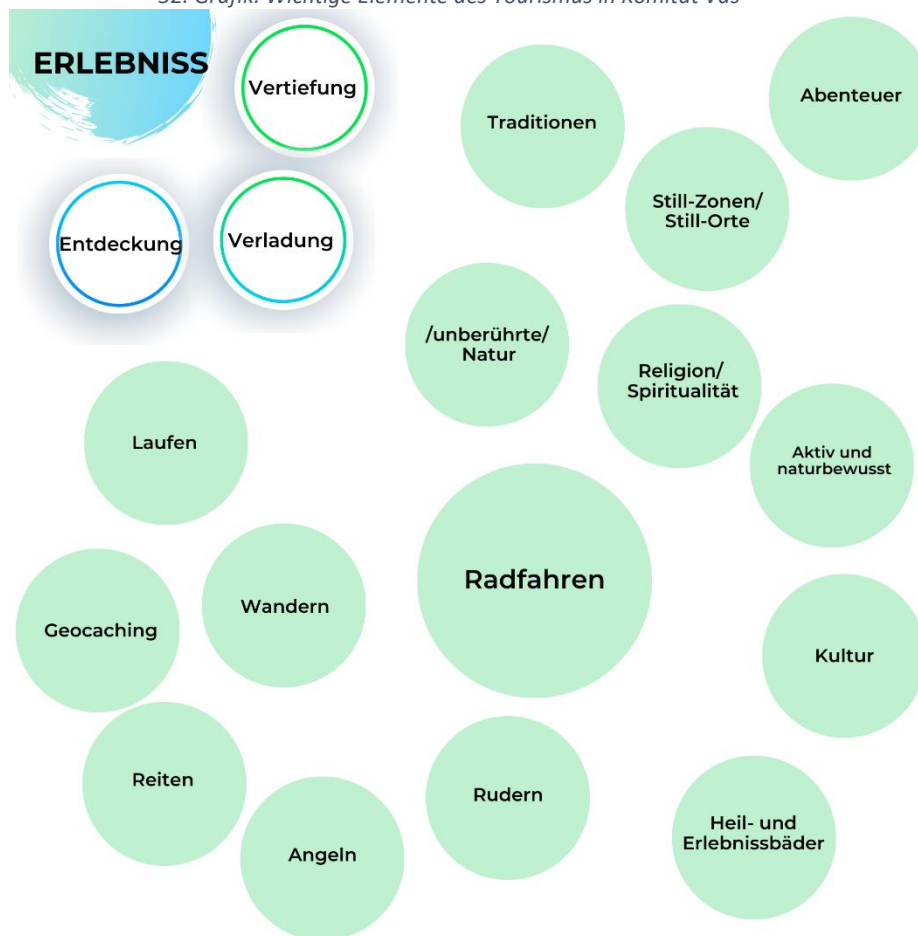 32. Grafik: Wichtige Elemente des Tourismus in Komitat Vas
ERLEBNISS
Vertiefung
Entdeckung
Verladung
Traditionen
Abenteuer
Still-Zonen/
Still-Orte
/unberührte/
Natur
Religion/
Spiritualität
Aktiv und
naturbewusst
Laufen
Radfahren
Wandern
Geocaching
Kultur
Reiten
Rudern
Angeln
Heil- und
Erlebnissbäder